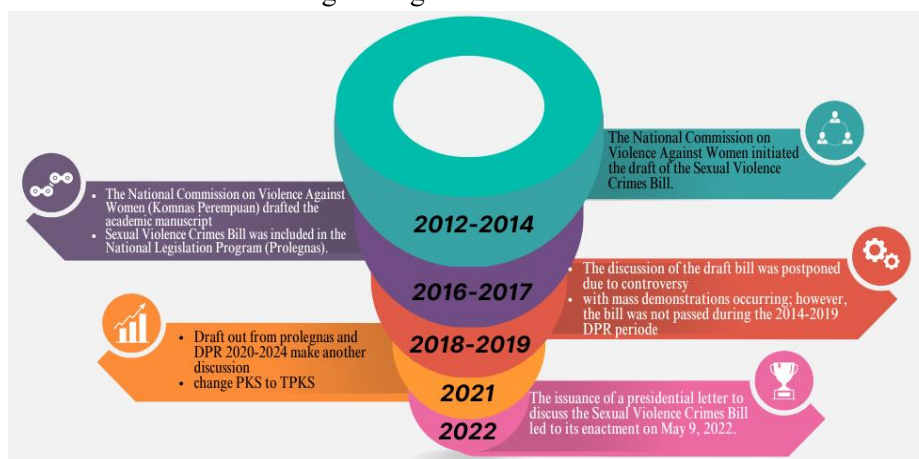 The National Commission on
Violence Against Women initiated
the draft of the Sexual Violence
Crimes Bill.
2012-2014
• The National Commission on Violence Against
Women (Komnas Perempuan) drafted the
academic manuscript
• Sexual Violence Crimes Bill was included in the
National Legislation Program (Prolegnas).
2016-2017
• The discussion of the draft bill was postponed
due to controversy
• with mass demonstrations occurring; however,
the bill was not passed during the 2014-2019
DPR periode
2018-2019
• Draft out from prolegnas and
DPR 2020-2024 make another
discussion
• change PKS to TPKS
2021
The issuance of a presidential letter to
discuss the Sexual Violence Crimes Bill
led to its enactment on May 9, 2022.
2022